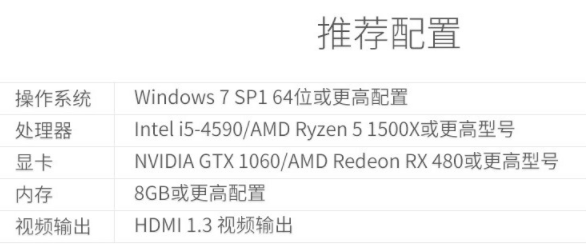 推荐配置
操作系统 Windows 7 SP1 64位或更高配置
处理器 Intel i5-4590/AMD Ryzen 5 1500X或更高型号
显卡 NVIDIA GTX 1060/AMD Redeon RX 480或更高型号
内存 8GB或更高配置
视频输出 HDMI 1.3 视频输出